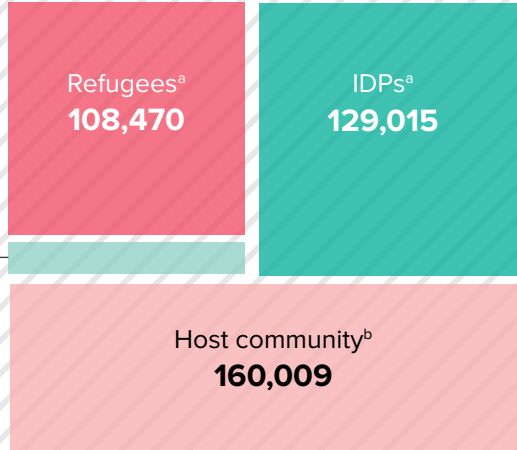 Refugeesᵃ
108,470
IDPsᵃ
129,015
Host communityᵇ
160,009